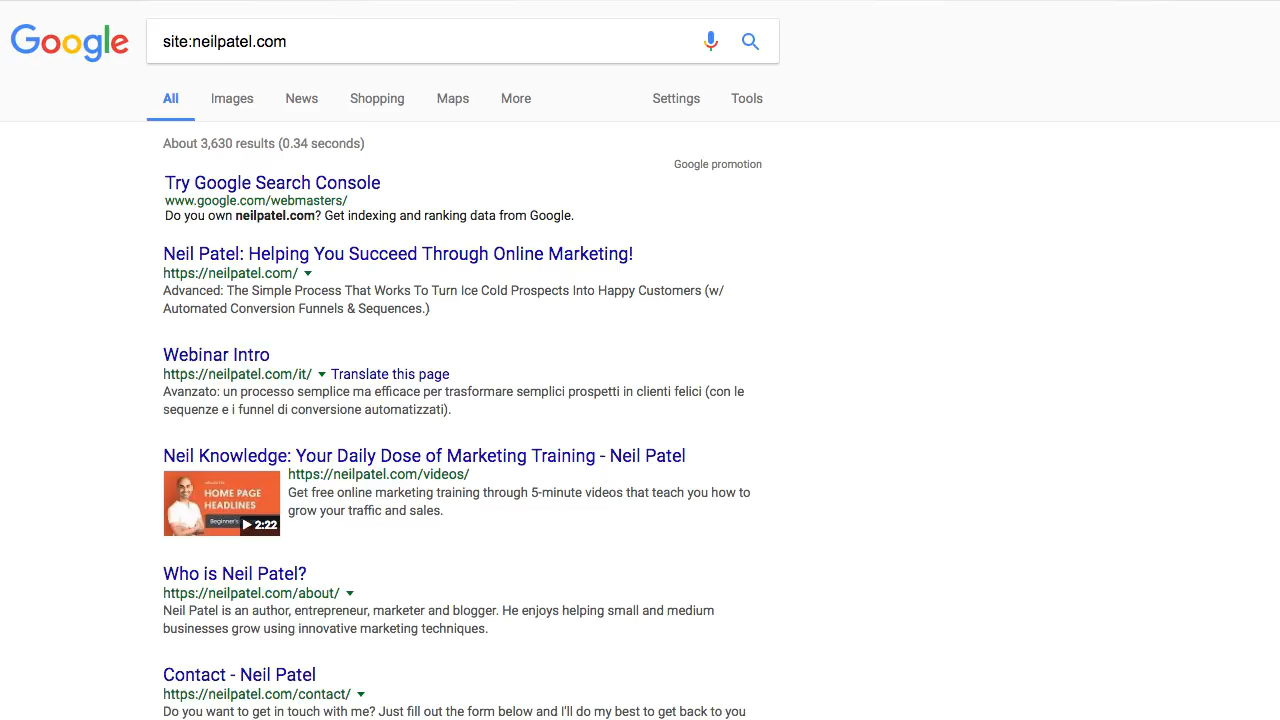 Google
site:neilpatel.com
All Images News Shopping Maps More Settings Tools
About 3,630 results (0.34 seconds)
Google promotion
Try Google Search Console
www.google.com/webmasters/
Do you own neilpatel.com? Get indexing and ranking data from Google.
Neil Patel: Helping You Succeed Through Online Marketing!
https://neilpatel.com/
Advanced: The Simple Process That Works To Turn Ice Cold Prospects Into Happy Customers (w/
Automated Conversion Funnels & Sequences.)
Webinar Intro
https://neilpatel.com/it/ Translate this page
Avanzato: un processo semplice ma efficace per trasformare semplici prospetti in clienti felici (con le
sequenze e i funnel di conversione automatizzati).
Neil Knowledge: Your Daily Dose of Marketing Training - Neil Patel
https://neilpatel.com/videos/
Get free online marketing training through 5-minute videos that teach you how to
grow your traffic and sales.
HOME PAGE
HEADLINES
Beginner's
2:22
Who is Neil Patel?
https://neilpatel.com/about/
Neil Patel is an author, entrepreneur, marketer and blogger. He enjoys helping small and medium
businesses grow using innovative marketing techniques.
Contact - Neil Patel
https://neilpatel.com/contact/
Do you want to get in touch with me? Just fill out the form below and I'll do my best to get back to you